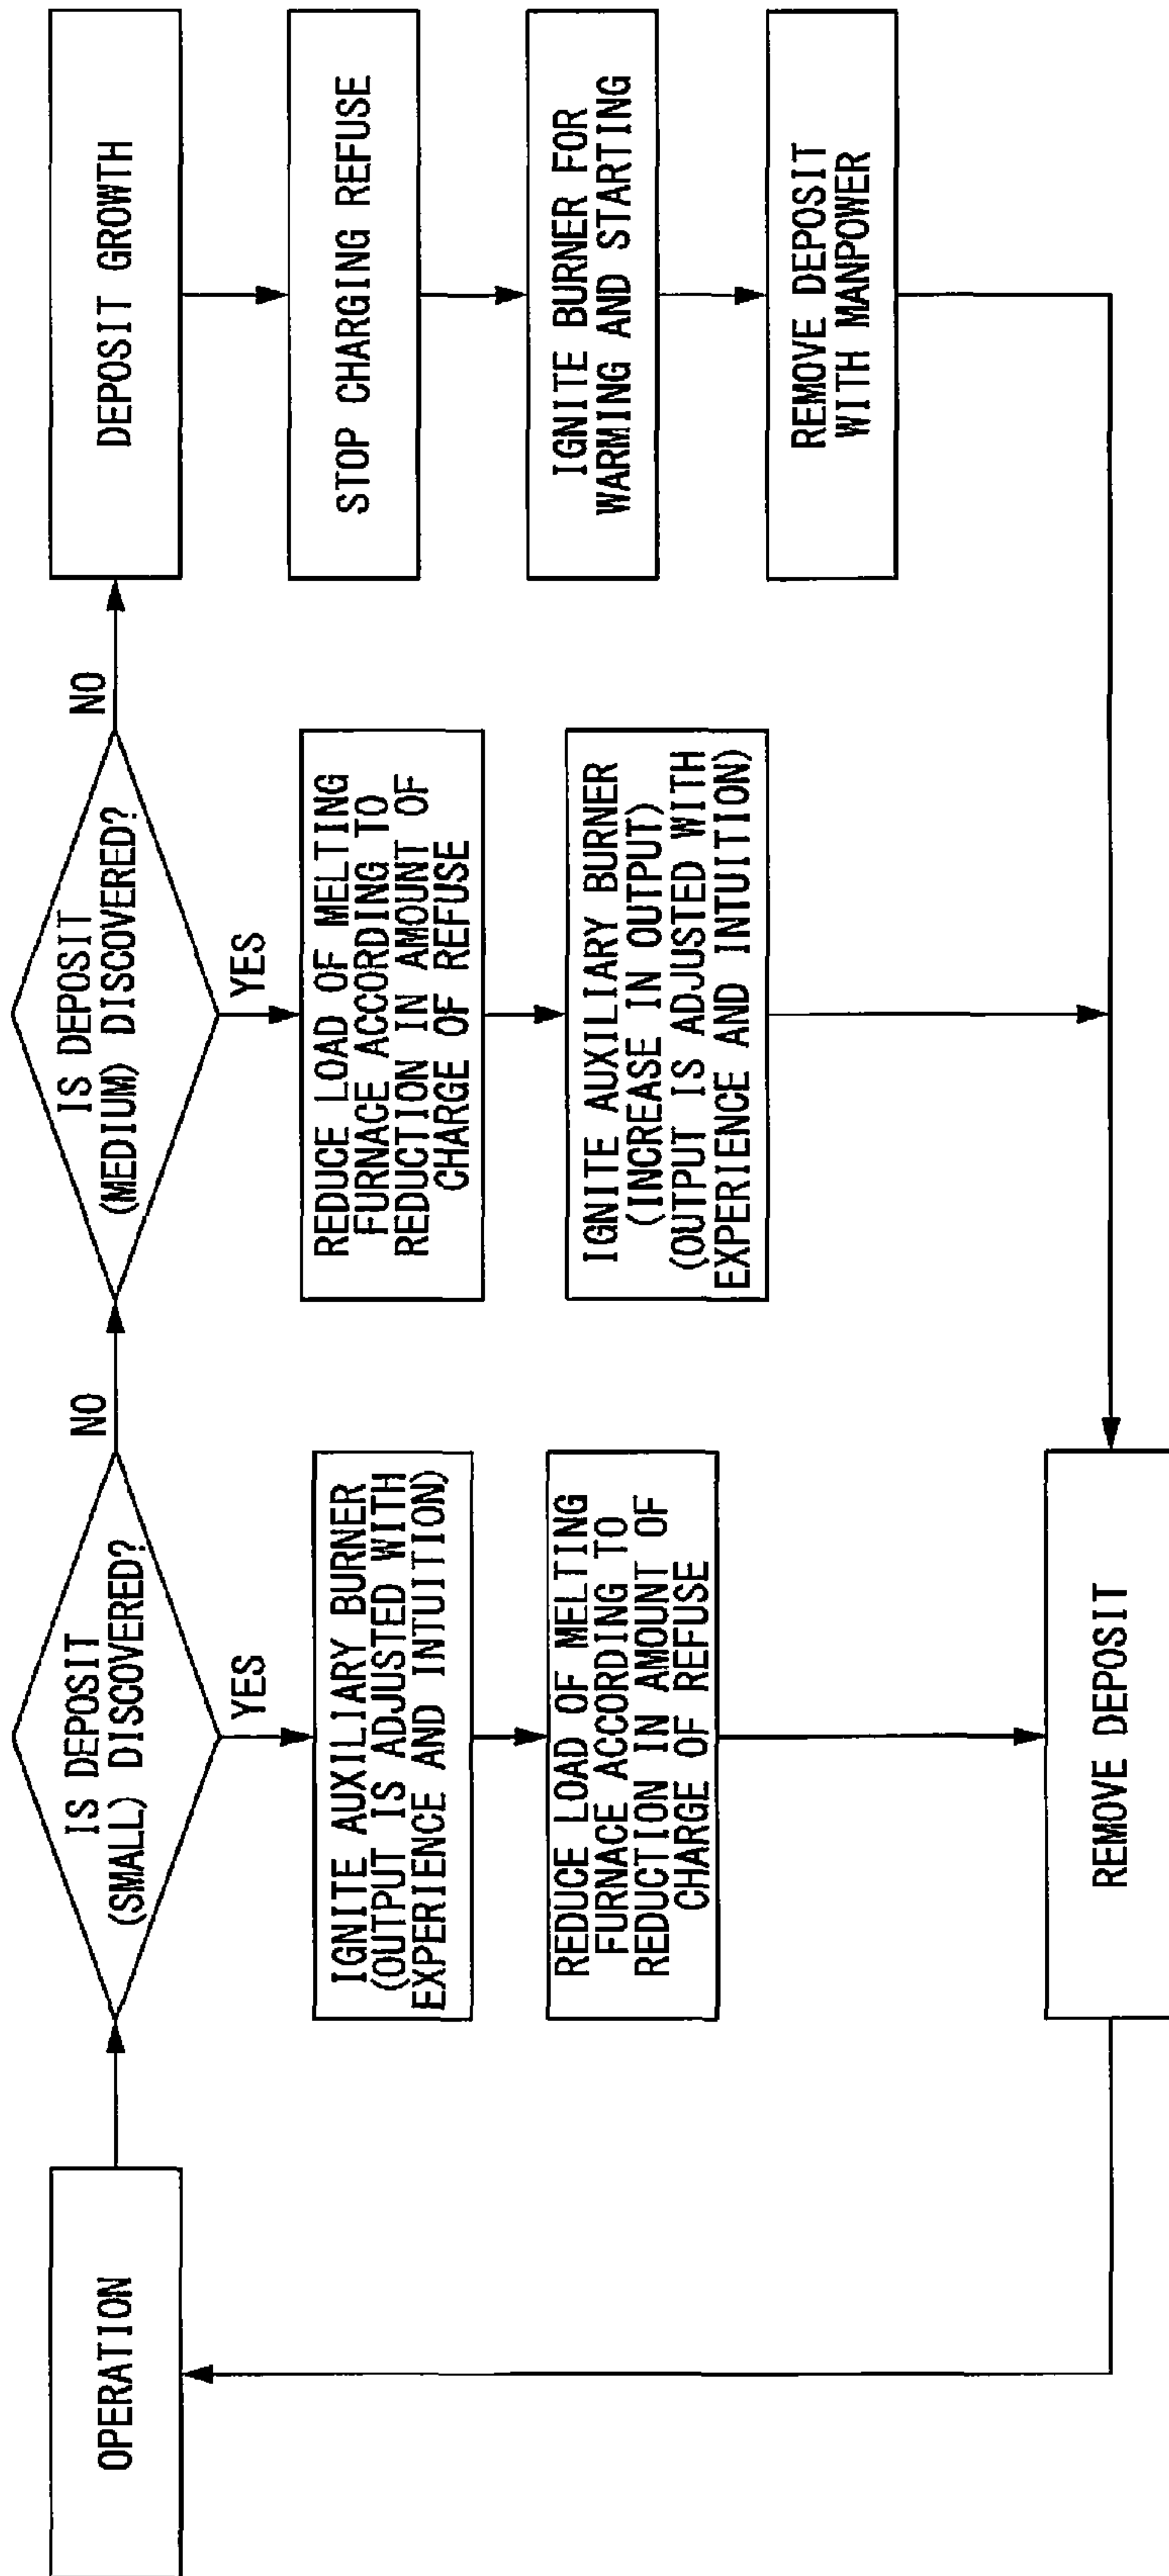 OPERATION
IS DEPOSIT
(SMALL) DISCOVERED?
NO
YES
IGNITE AUXILIARY BURNER
(OUTPUT IS ADJUSTED WITH
EXPERIENCE AND INTUITION)
REDUCE LOAD OF MELTING
FURNACE ACCORDING TO
REDUCTION IN AMOUNT OF
CHARGE OF REFUSE
IS DEPOSIT
(MEDIUM) DISCOVERED?
NO
YES
REDUCE LOAD OF MELTING
FURNACE ACCORDING TO
REDUCTION IN AMOUNT OF
CHARGE OF REFUSE
IGNITE AUXILIARY BURNER
(INCREASE IN OUTPUT)
(OUTPUT IS ADJUSTED WITH
EXPERIENCE AND INTUITION)
DEPOSIT GROWTH
STOP CHARGING REFUSE
IGNITE BURNER FOR
WARMING AND STARTING
REMOVE DEPOSIT
WITH MANPOWER
REMOVE DEPOSIT